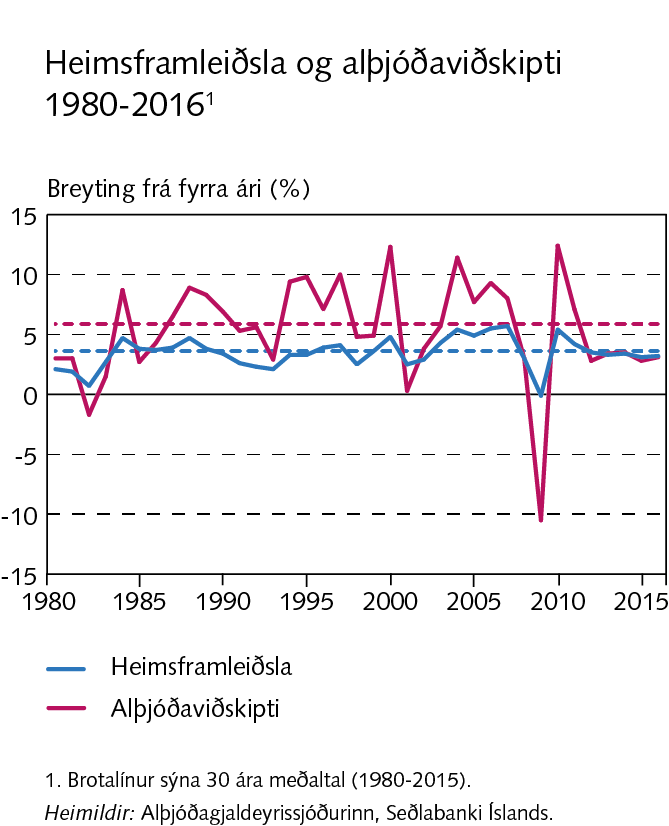 Heimsframleiðsla og alþjóðaviðskipti
1980-2016¹
Breyting frá fyrra ári (%)
15
10
5
0
-5
-10
-15
1980 1985 1990 1995 2000 2005 2010 2015
Heimsframleiðsla
Alþjóðaviðskipti
1. Brotalínur sýna 30 ára meðaltal (1980-2015).
Heimildir: Alþjóðagjaldeyrissjóðurinn, Seðlabanki Íslands.